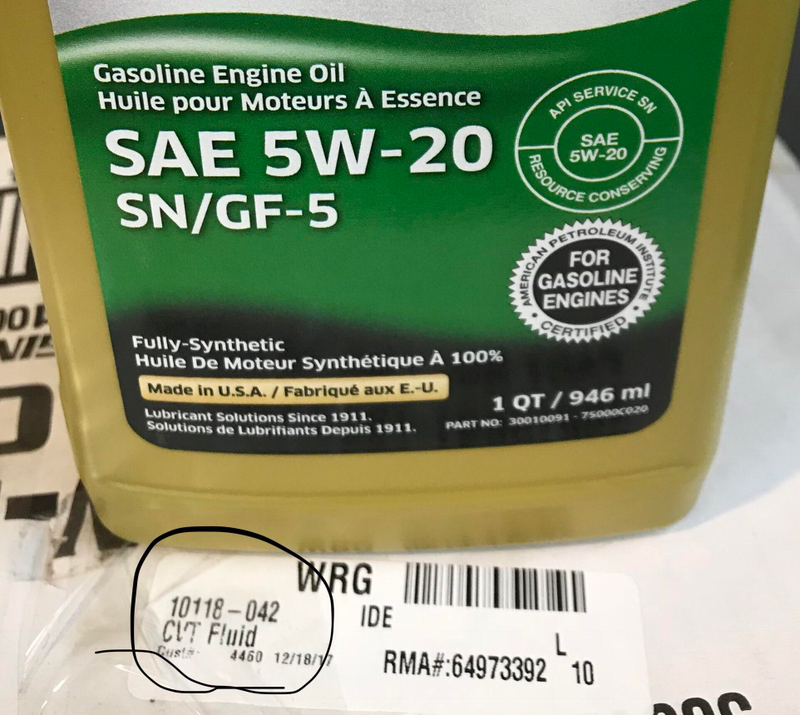 Gasoline Engine Oil
Huile pour Moteurs À Essence
SAE 5W-20
SN/GF-5
API SERVICE SN
SAE
5W-20
RESOURCE CONSERVING
AMERICAN PETROLEUM INSTITUTE
FOR
GASOLINE
ENGINES
CERTIFIED
Fully-Synthetic
Huile De Moteur Synthétique À 100%
Made in U.S.A. / Fabriqué aux E.-U.
1 QT / 946 ml
Lubricant Solutions Since 1911.
Solutions de Lubrifiants Depuis 1911.
PART NO: 30010091 - 75000C020
WRG
10118-042
IDE
CVT Fluid
Cust#: 4460 12/18/17
RMA#:64973392
L
10